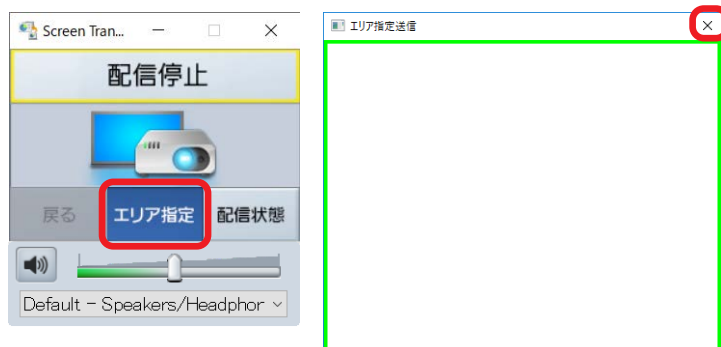 Screen Tran...
配信停止
戻る エリア指定 配信状態
Default - Speakers/Headphor
エリア指定送信